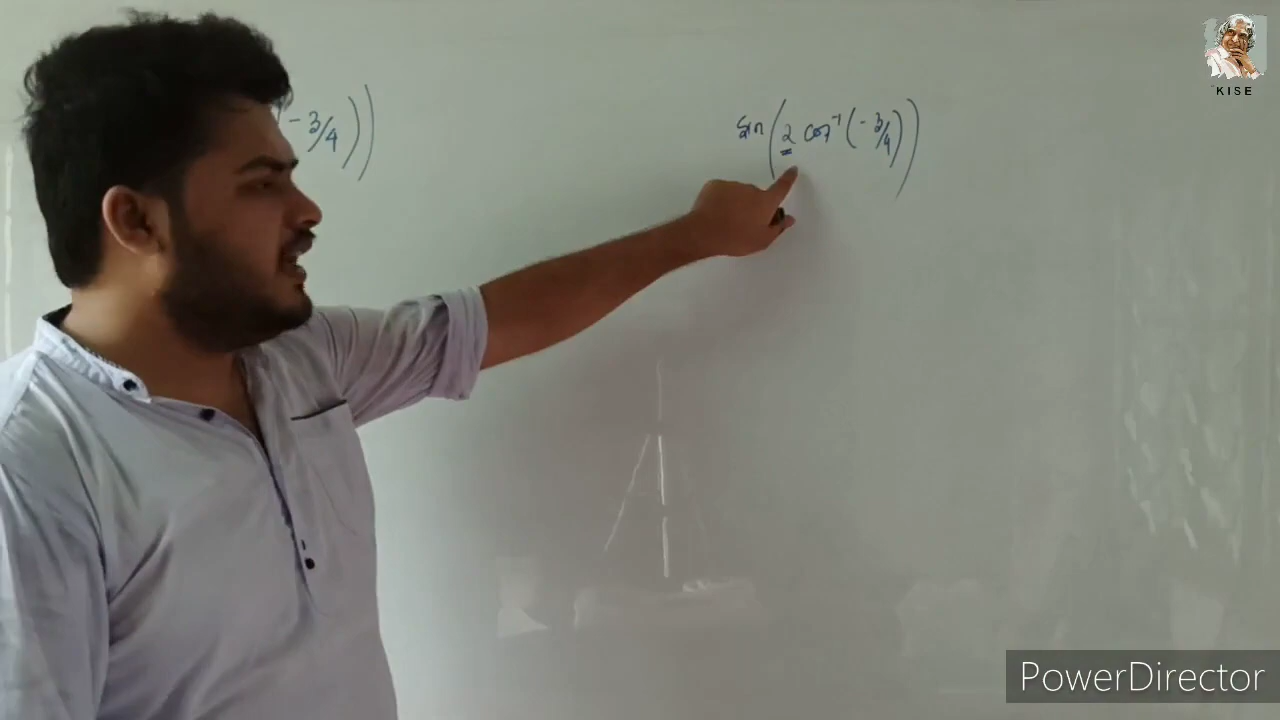 -3/4))
sin(2 cos⁻¹(-3/4))
KISE
PowerDirector